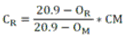 C_R = (20.9 − O_R) / (20.9 − O_M) * CM